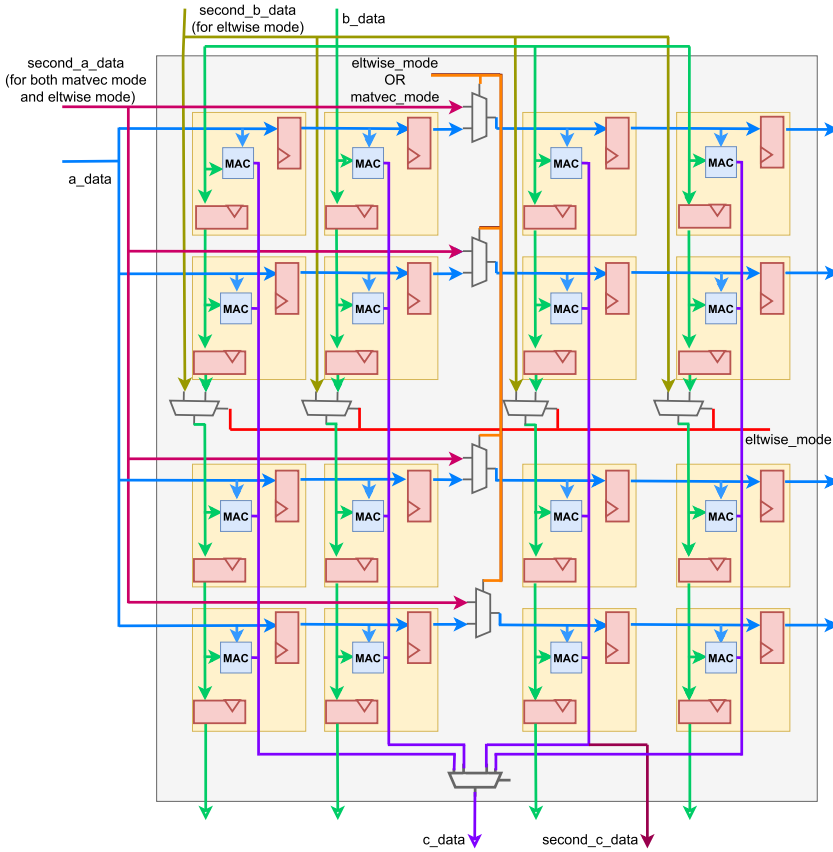 second_b_data
(for eltwise mode)
b_data
second_a_data
(for both matvec mode
and eltwise mode)
eltwise_mode
OR
matvec_mode
a_data
MAC
MAC
MAC
MAC
MAC
MAC
MAC
MAC
eltwise_mode
MAC
MAC
MAC
MAC
MAC
MAC
MAC
MAC
c_data
second_c_data